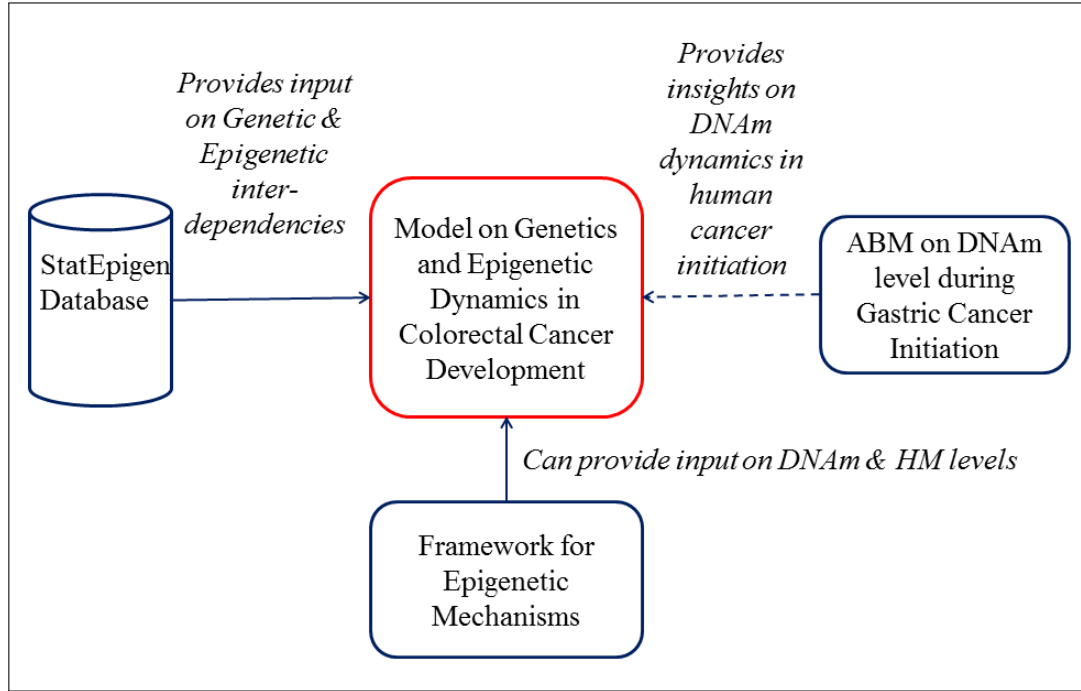 Provides input
on Genetic &
Epigenetic
inter-
dependencies
Provides
insights on
DNAm
dynamics in
human
cancer
initiation
StatEpigen
Database
Model on Genetics
and Epigenetic
Dynamics in
Colorectal Cancer
Development
ABM on DNAm
level during
Gastric Cancer
Initiation
Can provide input on DNAm & HM levels
Framework for
Epigenetic
Mechanisms